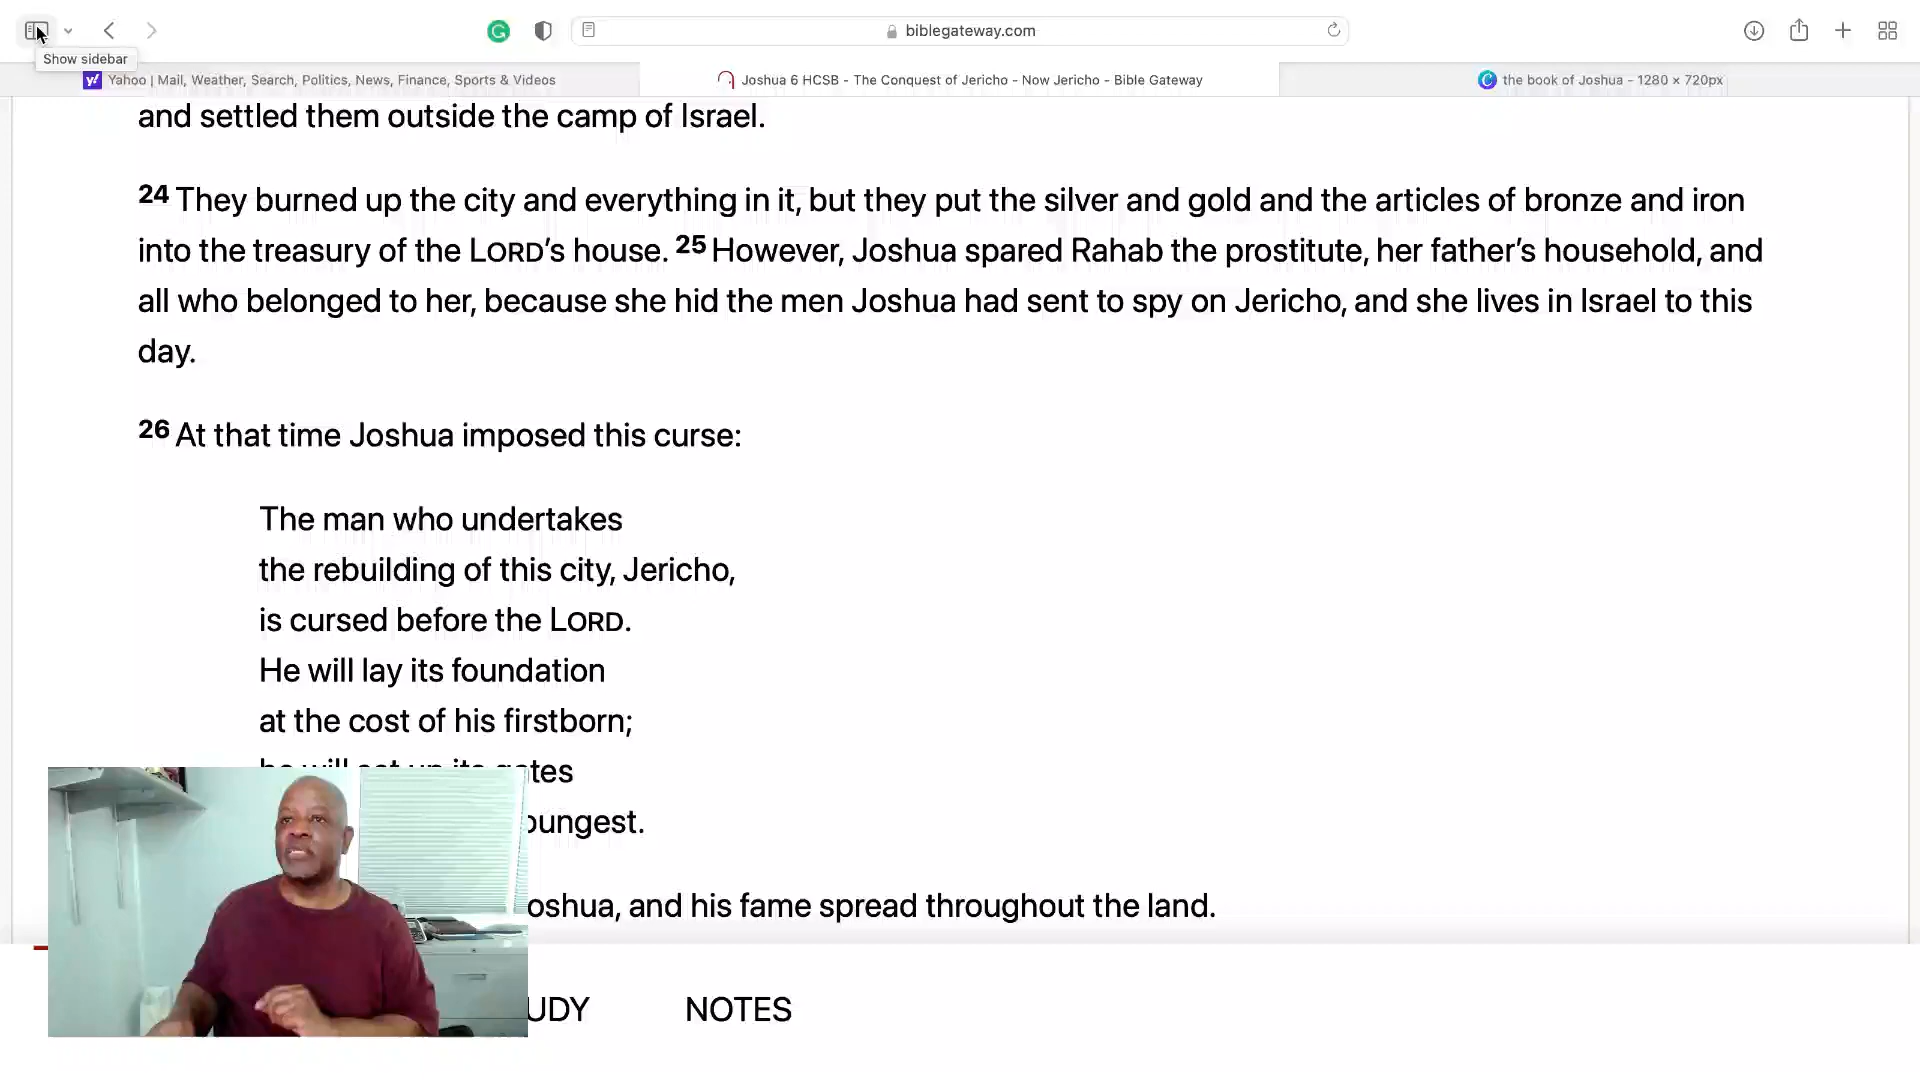 biblegateway.com
Show sidebar
Yahoo | Mail, Weather, Search, Politics, News, Finance, Sports & Videos
Joshua 6 HCSB - The Conquest of Jericho - Now Jericho - Bible Gateway
the book of Joshua - 1280 × 720px
and settled them outside the camp of Israel.
24 They burned up the city and everything in it, but they put the silver and gold and the articles of bronze and iron
into the treasury of the LORD’s house. 25 However, Joshua spared Rahab the prostitute, her father’s household, and
all who belonged to her, because she hid the men Joshua had sent to spy on Jericho, and she lives in Israel to this
day.
26 At that time Joshua imposed this curse:
The man who undertakes
the rebuilding of this city, Jericho,
is cursed before the LORD.
He will lay its foundation
at the cost of his firstborn;
he will set up its gates
oungest.
oshua, and his fame spread throughout the land.
UDY
NOTES